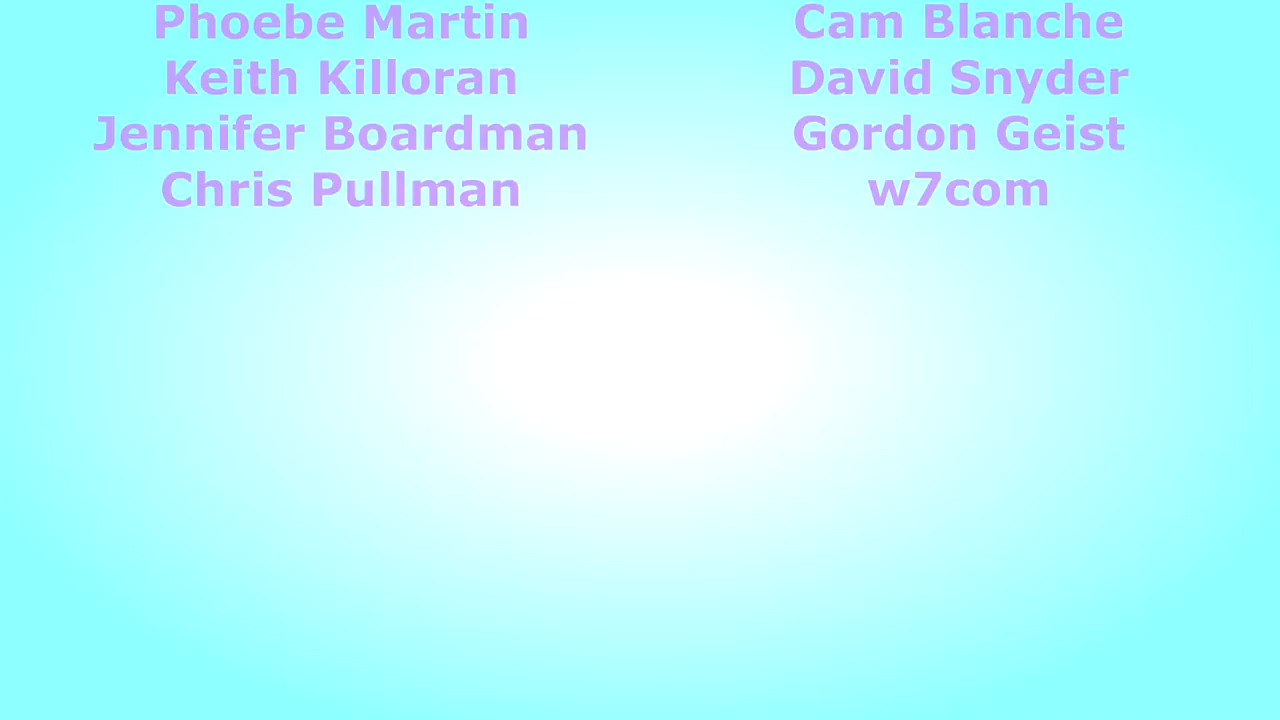 Phoebe Martin
Cam Blanche
Keith Killoran
David Snyder
Jennifer Boardman
Gordon Geist
Chris Pullman
w7com